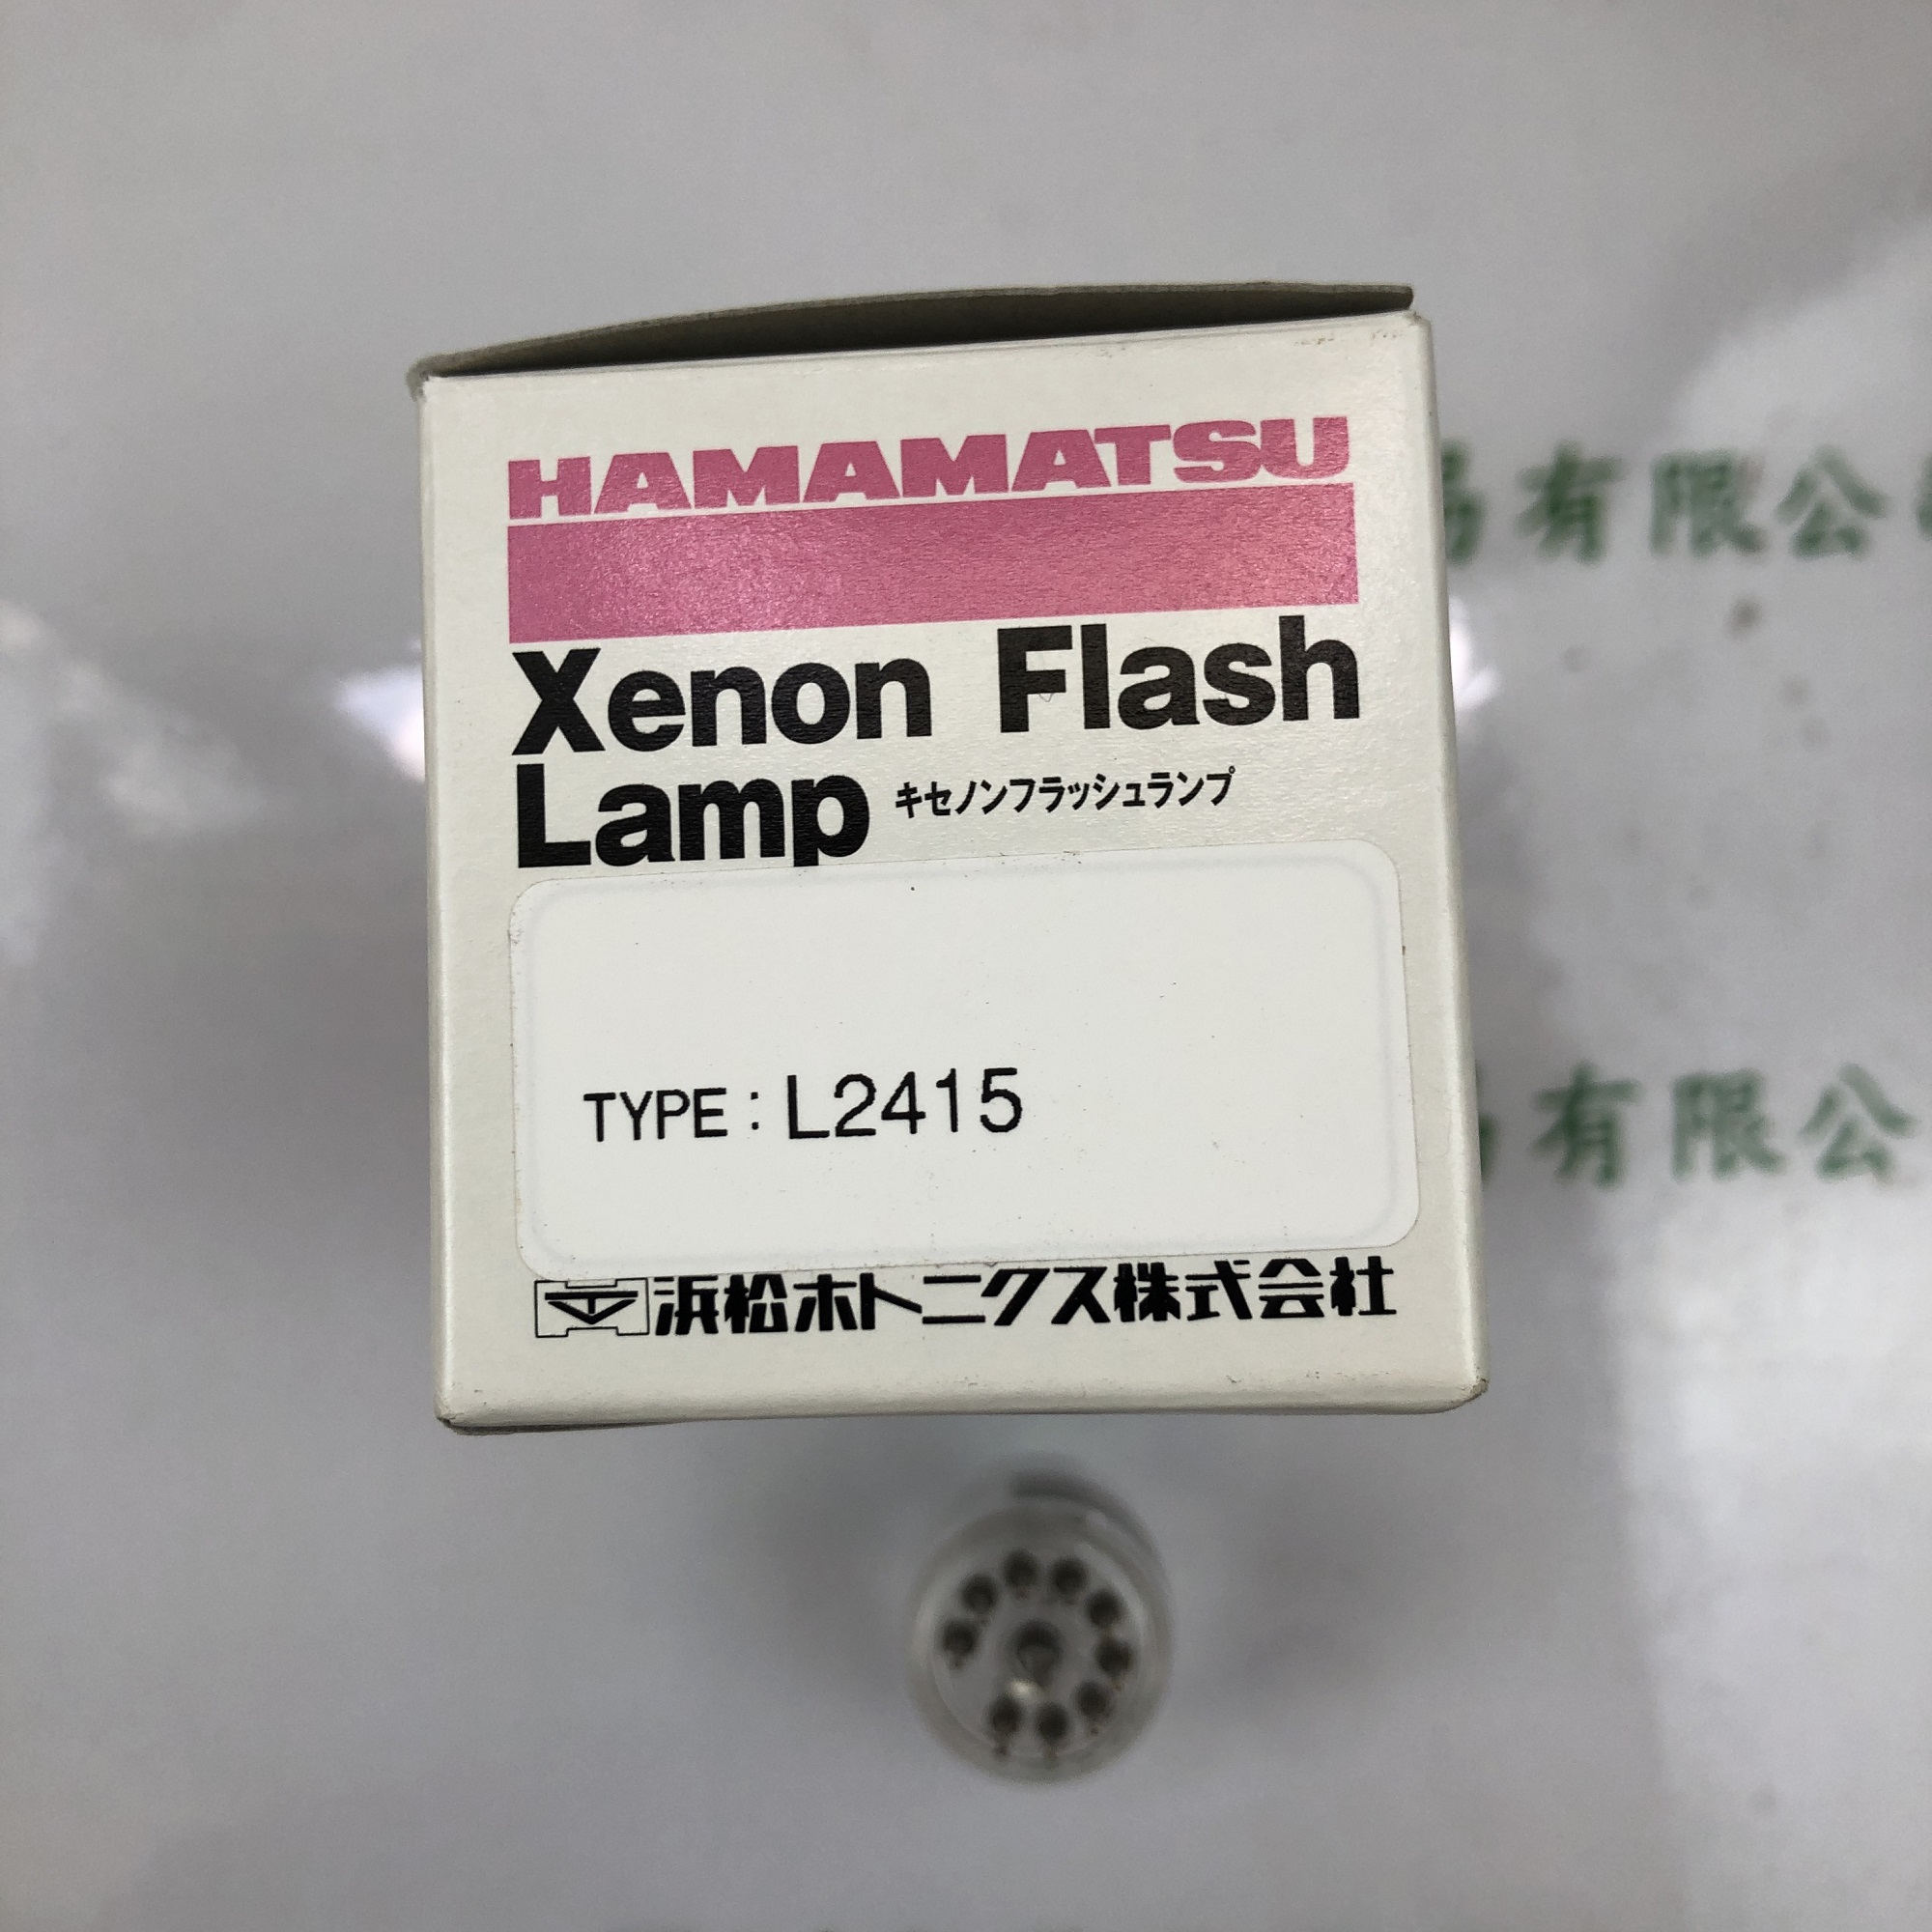 HAMAMATSU
Xenon Flash
Lamp キセノンフラッシュランプ
TYPE: L2415
浜松ホトニクス株式会社
有限公
有限公